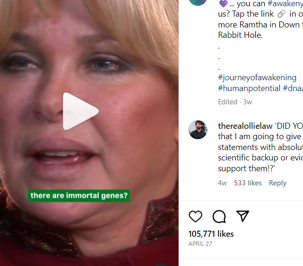 💜... you can #awakeny
us? Tap the link 🔗 in o
more Ramtha in Down t
Rabbit Hole.
.
.
.
#journeyofawakening
#humanpotential #dnaa
Edited · 3w
therealollielaw 'DID YO
that I am going to give
statements with absolut
scientific backup or evid
support them!?'
4w 533 likes Reply
there are immortal genes?
105,771 likes
APRIL 27